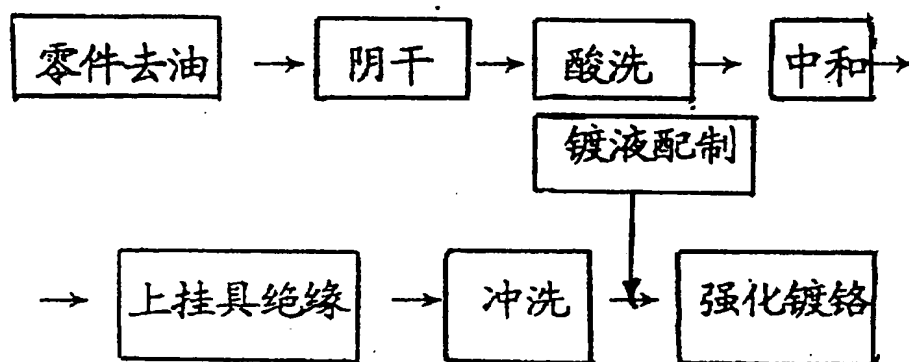 零件去油 → 阴干 → 酸洗 → 中和 →
镀液配制
→ 上挂具绝缘 → 冲洗 → 强化镀铬